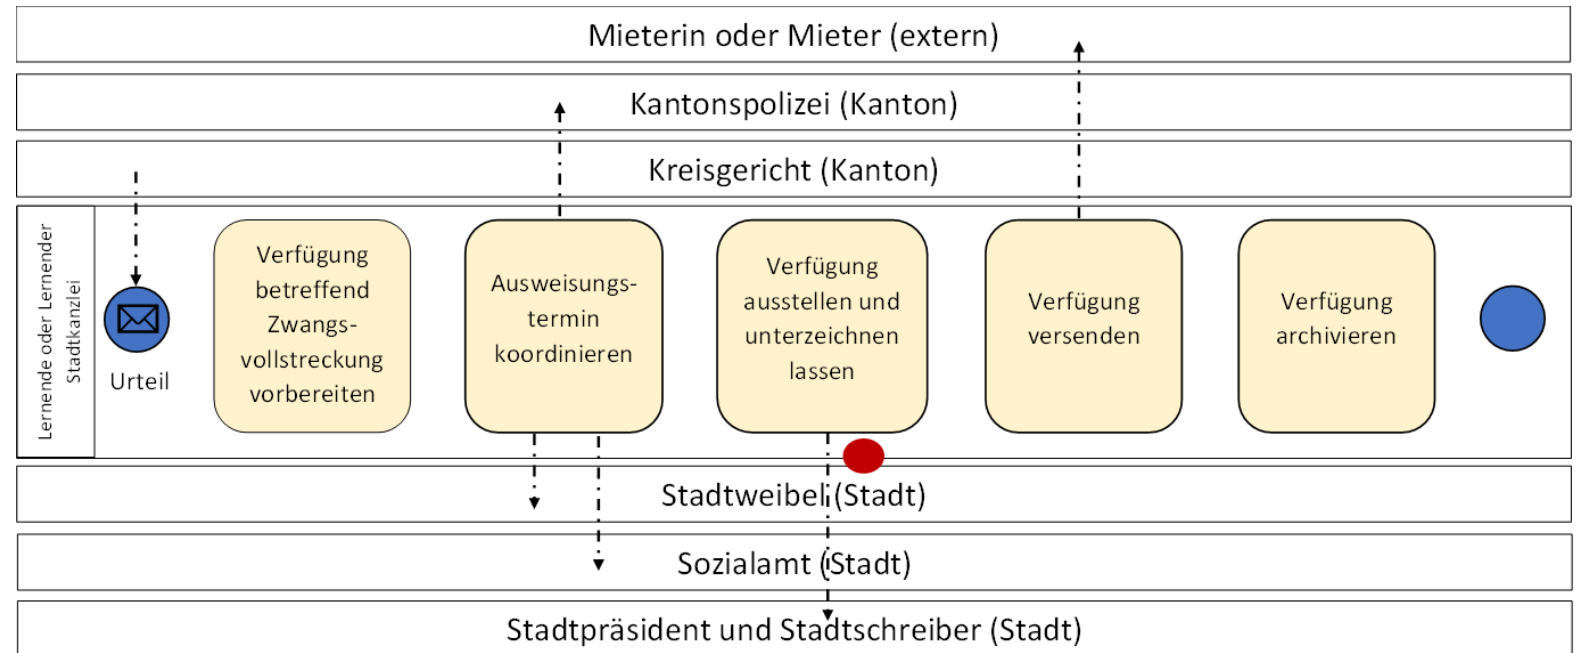 Mieterin oder Mieter (extern)
Kantonspolizei (Kanton)
Kreisgericht (Kanton)
Lernende oder Lernender
Stadtkanzlei
Urteil
Verfügung
betreffend
Zwangs-
vollstreckung
vorbereiten
Ausweisungs-
termin
koordinieren
Verfügung
ausstellen und
unterzeichnen
lassen
Verfügung
versenden
Verfügung
archivieren
Stadtweibel (Stadt)
Sozialamt (Stadt)
Stadtpräsident und Stadtschreiber (Stadt)